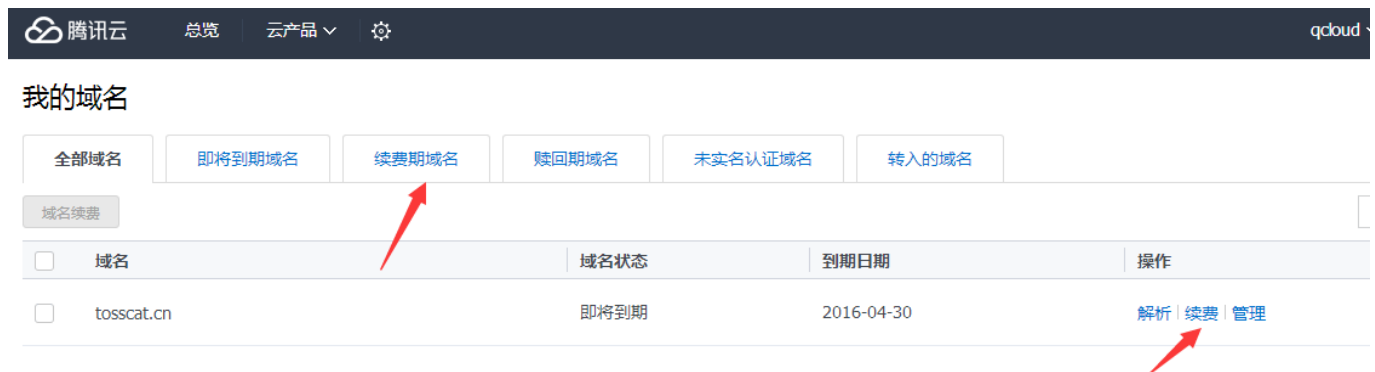 腾讯云 总览 云产品 qcloud
我的域名
全部域名 即将到期域名 续费期域名 赎回期域名 未实名认证域名 转入的域名
域名续费
域名 域名状态 到期日期 操作
tosscat.cn 即将到期 2016-04-30 解析 续费 管理